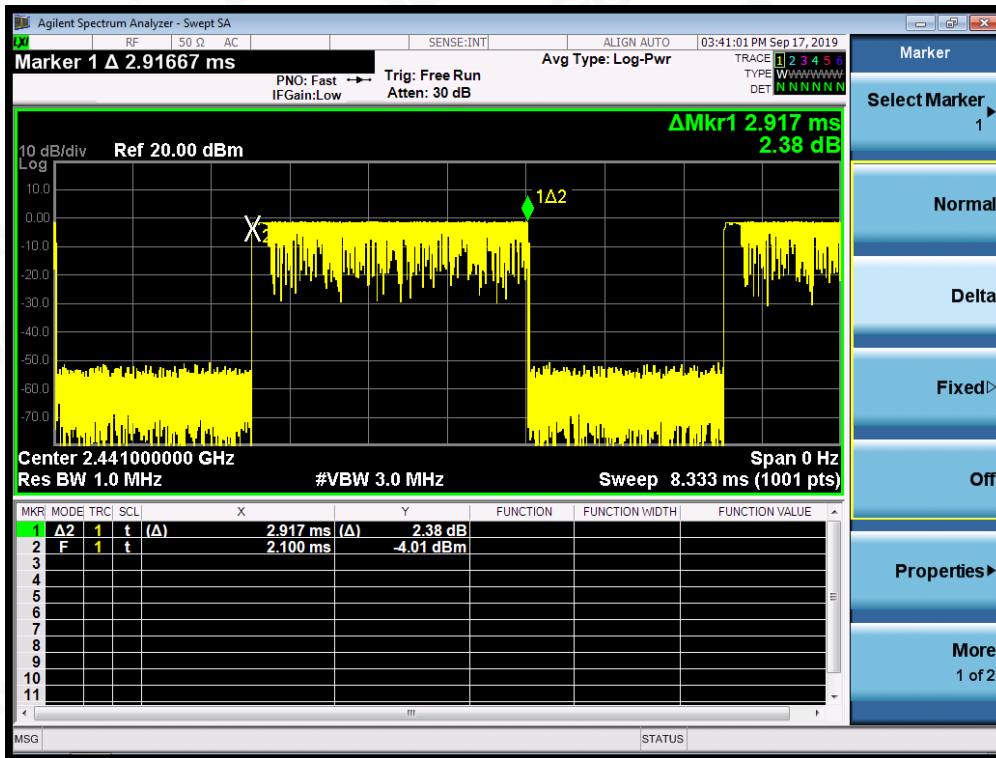 Agilent Spectrum Analyzer - Swept SA
LXI RF 50 Ω AC SENSE:INT ALIGN AUTO 03:41:01 PM Sep 17, 2019
Marker 1 Δ 2.91667 ms
PNO: Fast
IFGain:Low
Trig: Free Run
Atten: 30 dB
Avg Type: Log-Pwr
TRACE 1 2 3 4 5 6
TYPE W
DET N N N N N N
ΔMkr1 2.917 ms
2.38 dB
10 dB/div Ref 20.00 dBm
Log
10.0
0.00
-10.0
-20.0
-30.0
-40.0
-50.0
-60.0
-70.0
1Δ2
2
Center 2.441000000 GHz Span 0 Hz
Res BW 1.0 MHz #VBW 3.0 MHz Sweep 8.333 ms (1001 pts)
MKR MODE TRC SCL X Y FUNCTION FUNCTION WIDTH FUNCTION VALUE
1 Δ2 1 t (Δ) 2.917 ms (Δ) 2.38 dB
2 F 1 t 2.100 ms -4.01 dBm
3
4
5
6
7
8
9
10
11
MSG STATUS
Marker
Select Marker
1
Normal
Delta
Fixed
Off
Properties
More
1 of 2